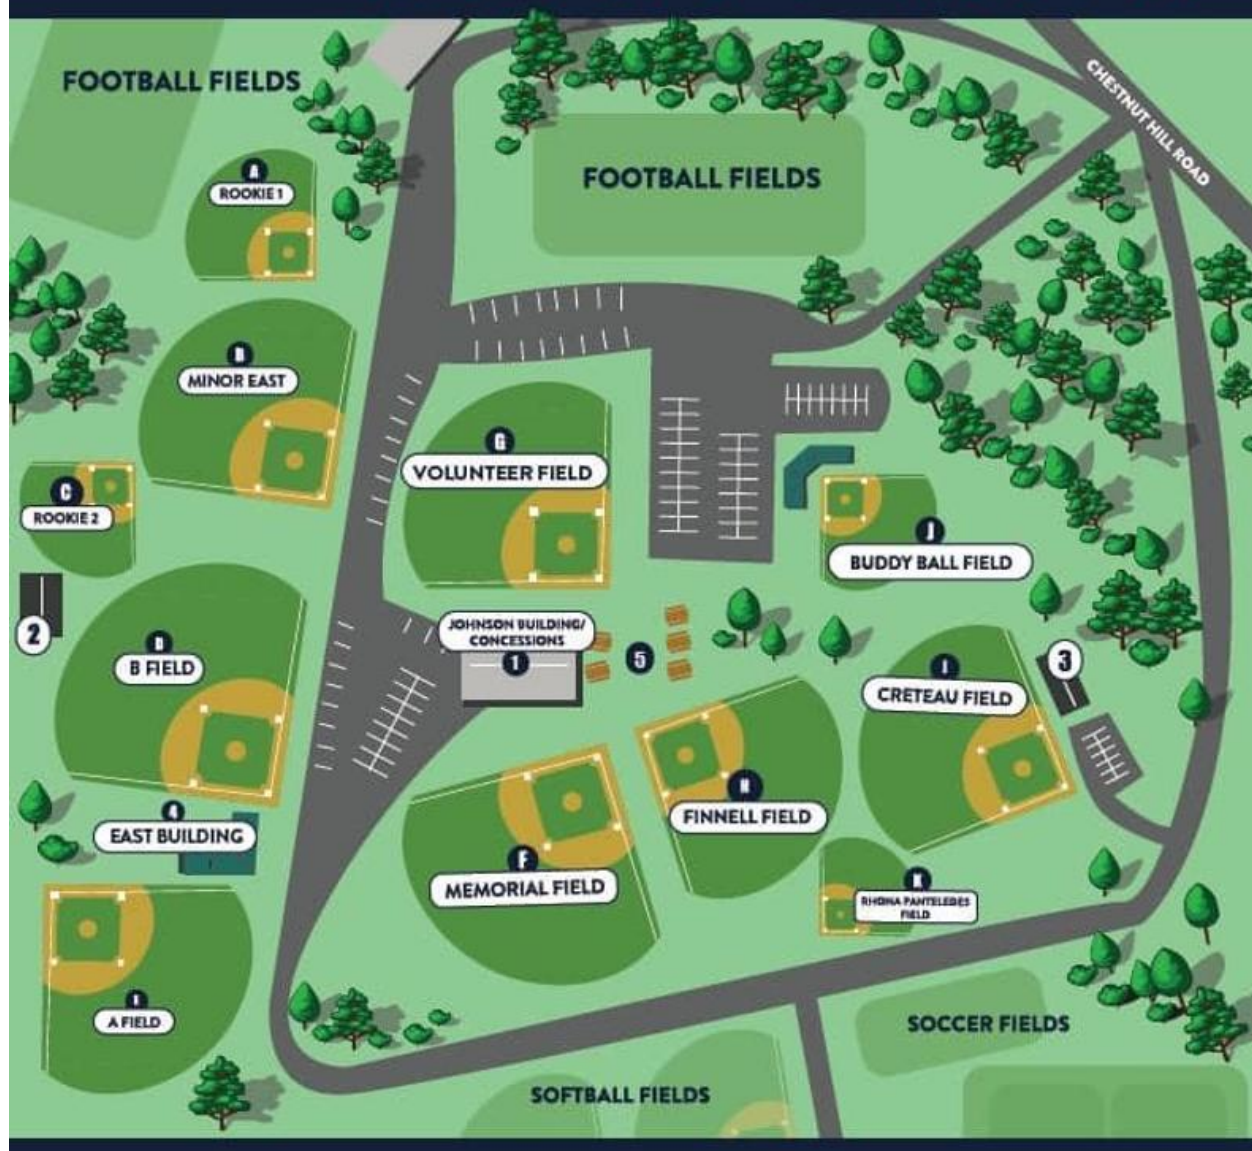 CHESTNUT HILL ROAD
FOOTBALL FIELDS
FOOTBALL FIELDS
A
ROOKIE 1
B
MINOR EAST
G
VOLUNTEER FIELD
C
ROOKIE 2
J
BUDDY BALL FIELD
2
JOHNSON BUILDING/
CONCESSIONS
1
5
3
D
B FIELD
I
CRETEAU FIELD
H
FINNELL FIELD
4
EAST BUILDING
F
MEMORIAL FIELD
K
RHONA PANTELEDES
FIELD
A FIELD
SOCCER FIELDS
SOFTBALL FIELDS